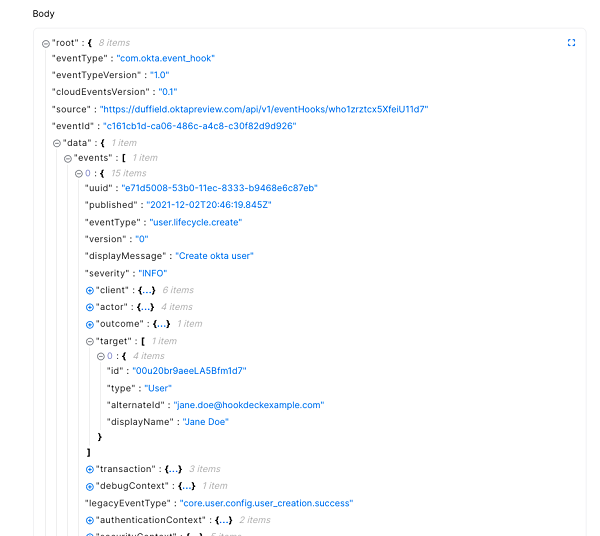 Body
"root" : { 8 items
"eventType" : "com.okta.event_hook"
"eventTypeVersion" : "1.0"
"cloudEventsVersion" : "0.1"
"source" : "https://duffield.oktapreview.com/api/v1/eventHooks/who1zrztcx5XfeiU11d7"
"eventId" : "c161cb1d-ca06-486c-a4c8-c30f82d9d926"
"data" : { 1 item
"events" : [ 1 item
0 : { 15 items
"uuid" : "e71d5008-53b0-11ec-8333-b9468e6c87eb"
"published" : "2021-12-02T20:46:19.845Z"
"eventType" : "user.lifecycle.create"
"version" : "0"
"displayMessage" : "Create okta user"
"severity" : "INFO"
"client" : {...} 6 items
"actor" : {...} 4 items
"outcome" : {...} 1 item
"target" : [ 1 item
0 : { 4 items
"id" : "00u20br9aeeLA5Bfm1d7"
"type" : "User"
"alternateId" : "jane.doe@hookdeckexample.com"
"displayName" : "Jane Doe"
}
]
"transaction" : {...} 3 items
"debugContext" : {...} 1 item
"legacyEventType" : "core.user.config.user_creation.success"
"authenticationContext" : {...} 2 items
"securityContext" : {...} 5 items